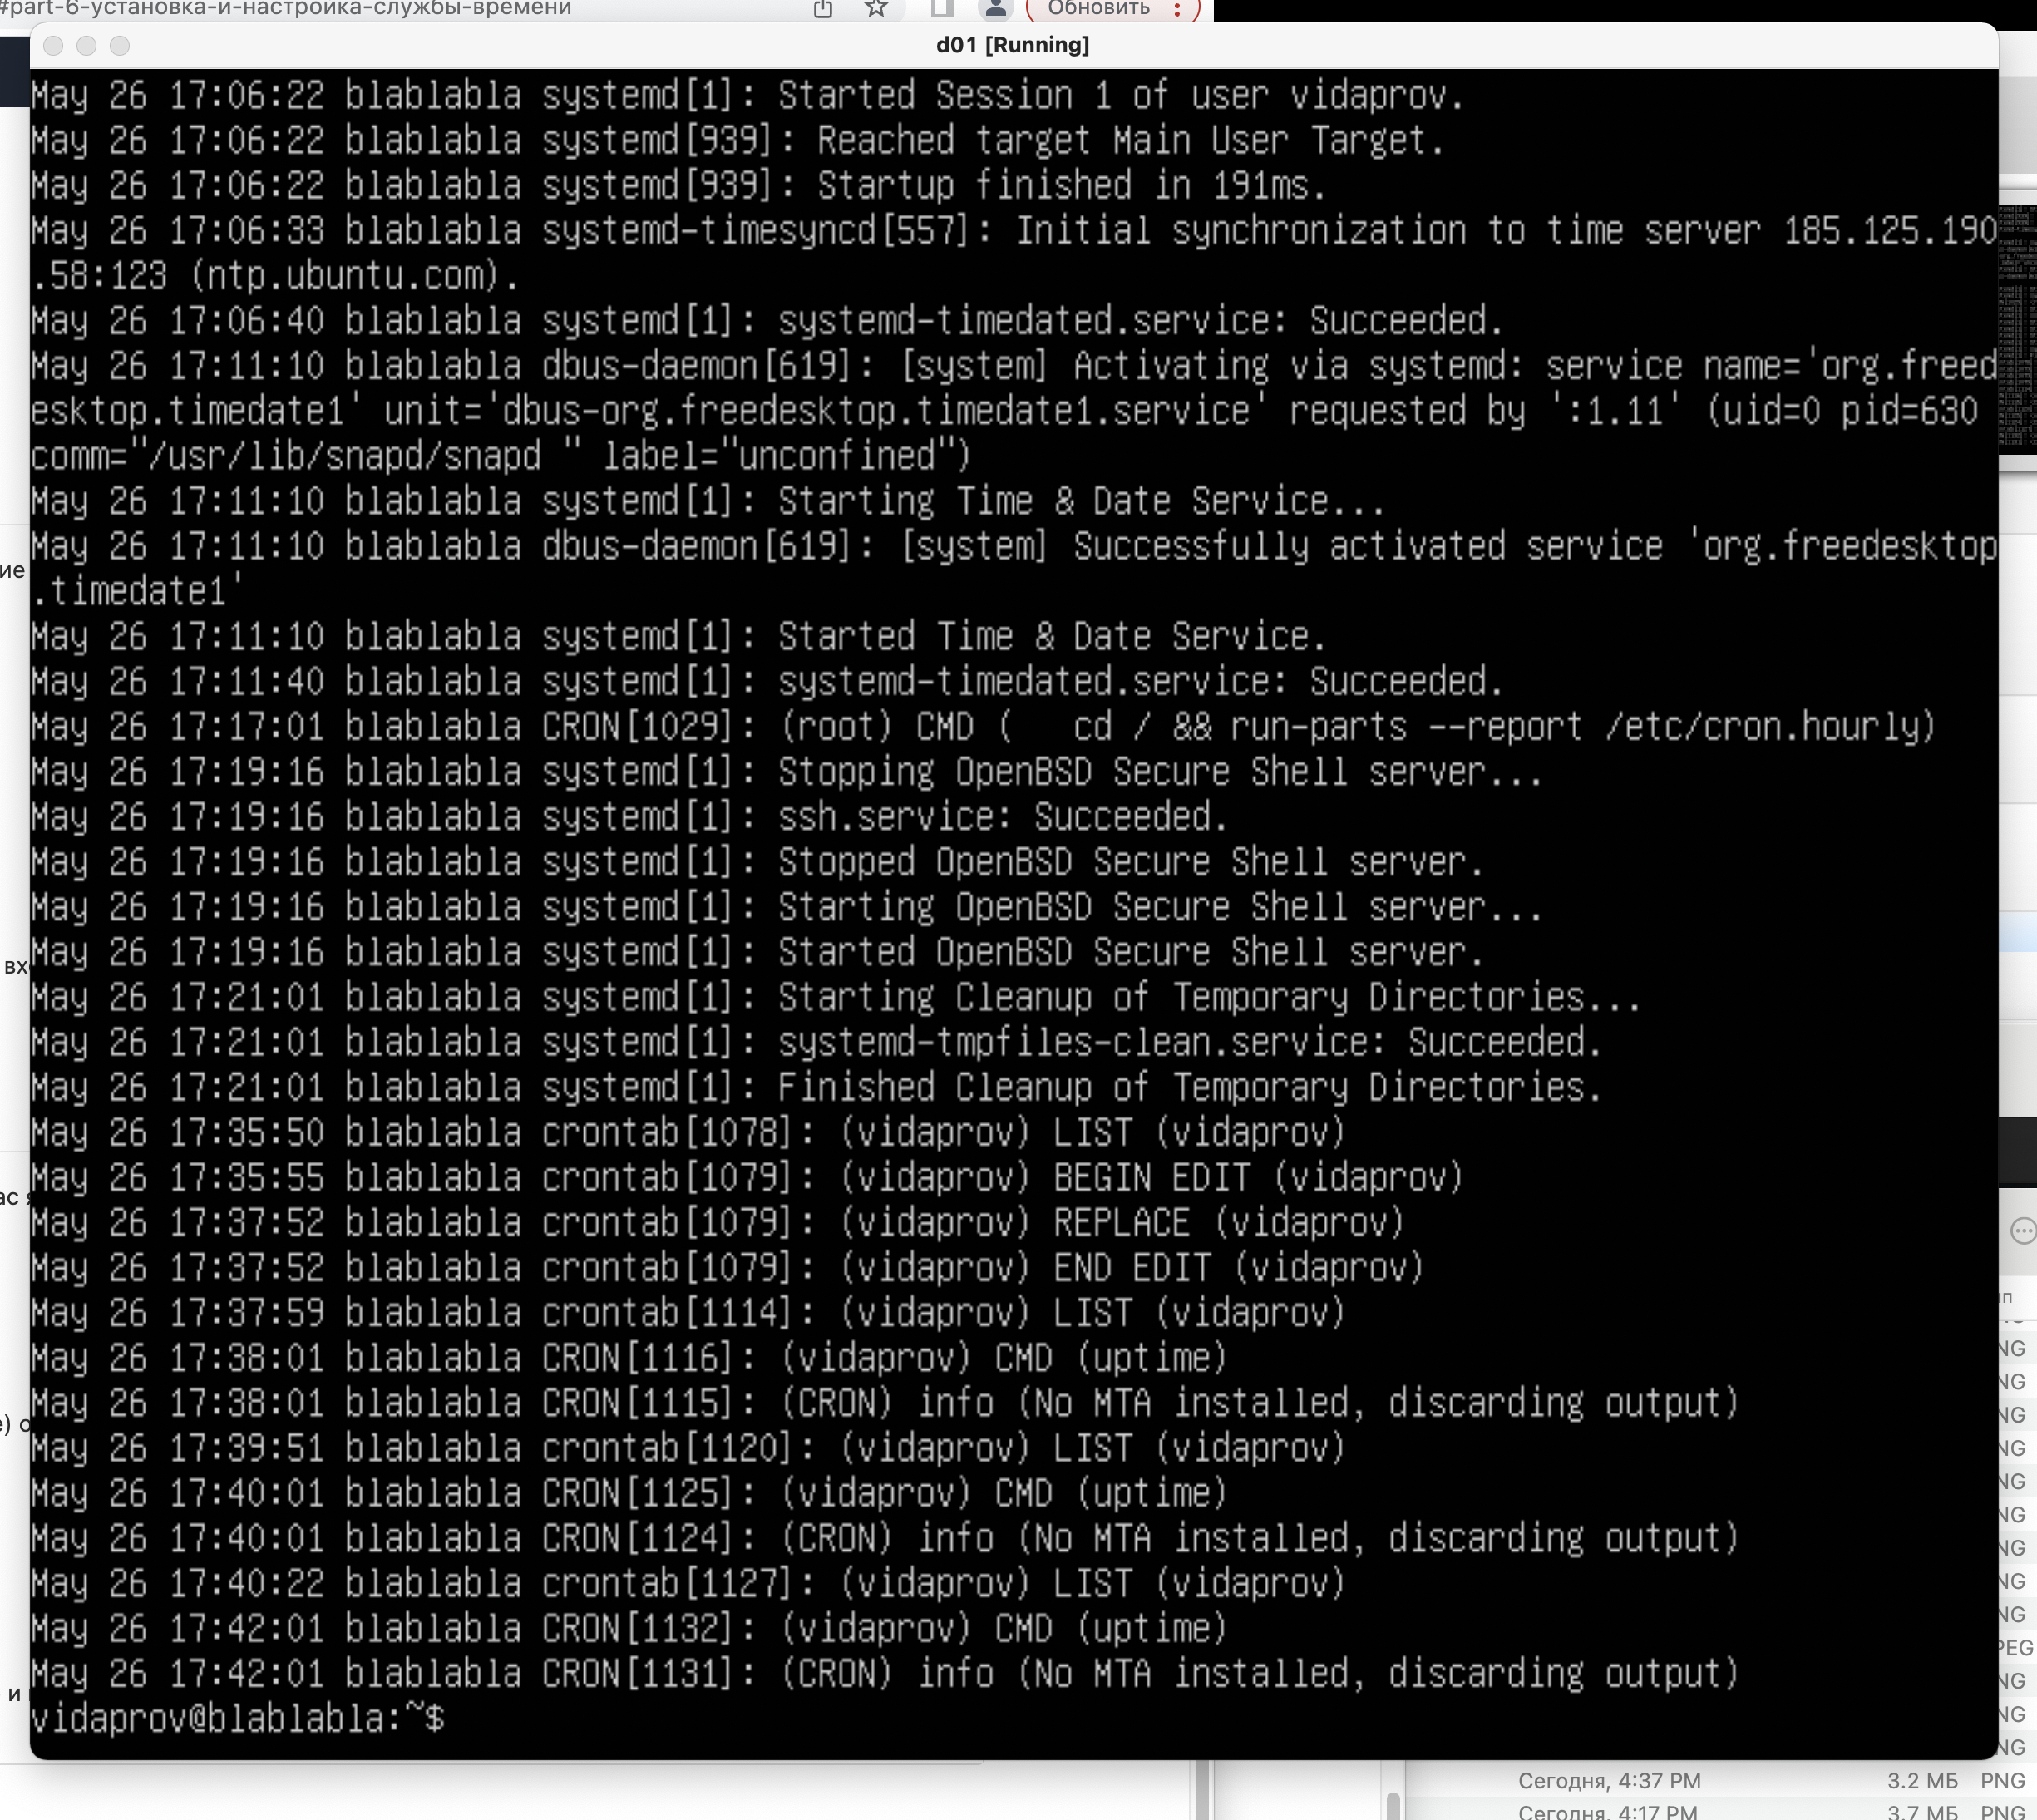 #part-6-установка-и-настройка-службы-времени
Обновить
d01 [Running]
May 26 17:06:22 blablabla systemd[1]: Started Session 1 of user vidaprov.
May 26 17:06:22 blablabla systemd[939]: Reached target Main User Target.
May 26 17:06:22 blablabla systemd[939]: Startup finished in 191ms.
May 26 17:06:33 blablabla systemd-timesyncd[557]: Initial synchronization to time server 185.125.190
.58:123 (ntp.ubuntu.com).
May 26 17:06:40 blablabla systemd[1]: systemd-timedated.service: Succeeded.
May 26 17:11:10 blablabla dbus-daemon[619]: [system] Activating via systemd: service name='org.freed
esktop.timedate1' unit='dbus-org.freedesktop.timedate1.service' requested by ':1.11' (uid=0 pid=630
comm="/usr/lib/snapd/snapd " label="unconfined")
May 26 17:11:10 blablabla systemd[1]: Starting Time & Date Service...
May 26 17:11:10 blablabla dbus-daemon[619]: [system] Successfully activated service 'org.freedesktop
.timedate1'
May 26 17:11:10 blablabla systemd[1]: Started Time & Date Service.
May 26 17:11:40 blablabla systemd[1]: systemd-timedated.service: Succeeded.
May 26 17:17:01 blablabla CRON[1029]: (root) CMD (   cd / && run-parts --report /etc/cron.hourly)
May 26 17:19:16 blablabla systemd[1]: Stopping OpenBSD Secure Shell server...
May 26 17:19:16 blablabla systemd[1]: ssh.service: Succeeded.
May 26 17:19:16 blablabla systemd[1]: Stopped OpenBSD Secure Shell server.
May 26 17:19:16 blablabla systemd[1]: Starting OpenBSD Secure Shell server...
May 26 17:19:16 blablabla systemd[1]: Started OpenBSD Secure Shell server.
May 26 17:21:01 blablabla systemd[1]: Starting Cleanup of Temporary Directories...
May 26 17:21:01 blablabla systemd[1]: systemd-tmpfiles-clean.service: Succeeded.
May 26 17:21:01 blablabla systemd[1]: Finished Cleanup of Temporary Directories.
May 26 17:35:50 blablabla crontab[1078]: (vidaprov) LIST (vidaprov)
May 26 17:35:55 blablabla crontab[1079]: (vidaprov) BEGIN EDIT (vidaprov)
May 26 17:37:52 blablabla crontab[1079]: (vidaprov) REPLACE (vidaprov)
May 26 17:37:52 blablabla crontab[1079]: (vidaprov) END EDIT (vidaprov)
May 26 17:37:59 blablabla crontab[1114]: (vidaprov) LIST (vidaprov)
May 26 17:38:01 blablabla CRON[1116]: (vidaprov) CMD (uptime)
May 26 17:38:01 blablabla CRON[1115]: (CRON) info (No MTA installed, discarding output)
May 26 17:39:51 blablabla crontab[1120]: (vidaprov) LIST (vidaprov)
May 26 17:40:01 blablabla CRON[1125]: (vidaprov) CMD (uptime)
May 26 17:40:01 blablabla CRON[1124]: (CRON) info (No MTA installed, discarding output)
May 26 17:40:22 blablabla crontab[1127]: (vidaprov) LIST (vidaprov)
May 26 17:42:01 blablabla CRON[1132]: (vidaprov) CMD (uptime)
May 26 17:42:01 blablabla CRON[1131]: (CRON) info (No MTA installed, discarding output)
vidaprov@blablabla:~$
Сегодня, 4:37 PM 3.2 МБ PNG
Сегодня, 4:17 PM 3.7 МБ PNG